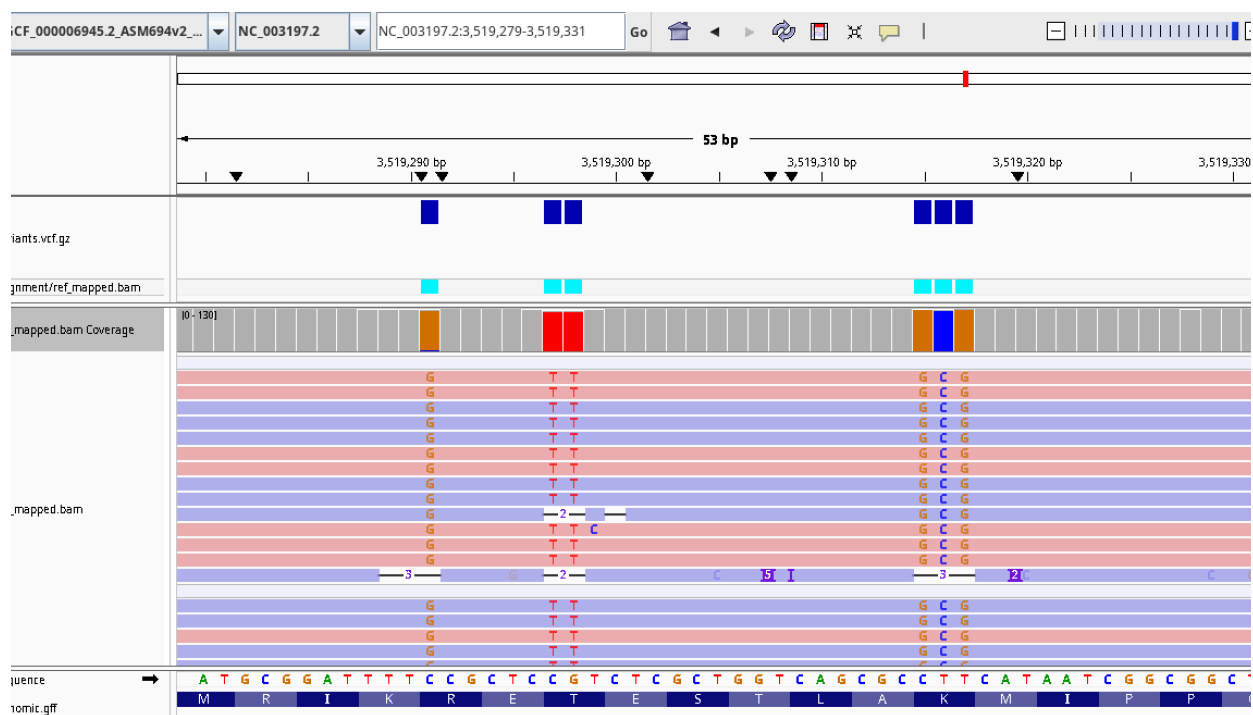 CF_000006945.2_ASM694v2_... NC_003197.2 NC_003197.2:3,519,279-3,519,331 Go
53 bp
3,519,290 bp 3,519,300 bp 3,519,310 bp 3,519,320 bp 3,519,330
iants.vcf.gz
gnment/ref_mapped.bam
[0 - 130]
_mapped.bam Coverage
G T T G C G
G T T G C G
G T T G C G
G T T G C G
G T T G C G
G T T G C G
G T T G C G
G T T G C G
G T T G C G
_mapped.bam
G 2 G C G
G T T C G C G
G T T G C G
G T T G C G
3 G 2 C 5 I 3 2 C C
G T T G C G
G T T G C G
G T T G C G
G T T G C G
quence A T G C G G A T T T T C C G C T C C G T C T C G C T G G T C A G C G C C T T C A T A A T C G G C G G C
nomic.gff M R I K R E T E S T L A K M I P P